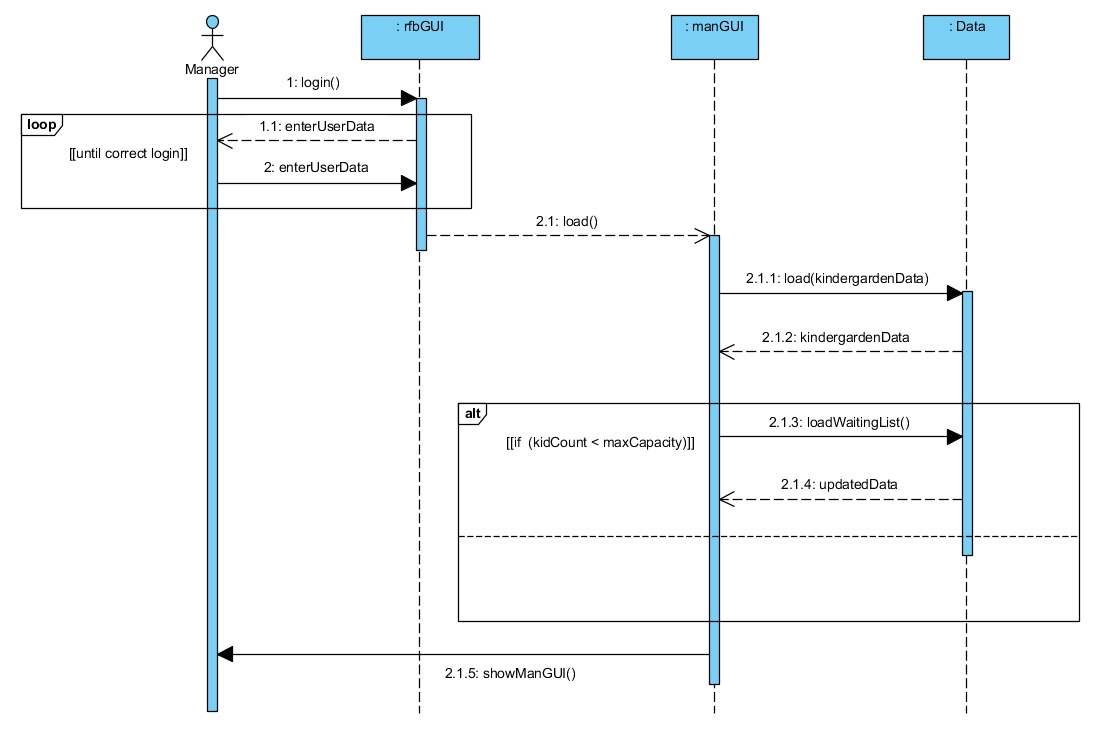 : rfbGUI
: manGUI
: Data
Manager
1: login()
loop
1.1: enterUserData
[[until correct login]]
2: enterUserData
2.1: load()
2.1.1: load(kindergardenData)
2.1.2: kindergardenData
alt
2.1.3: loadWaitingList()
[[if (kidCount < maxCapacity)]]
2.1.4: updatedData
2.1.5: showManGUI()